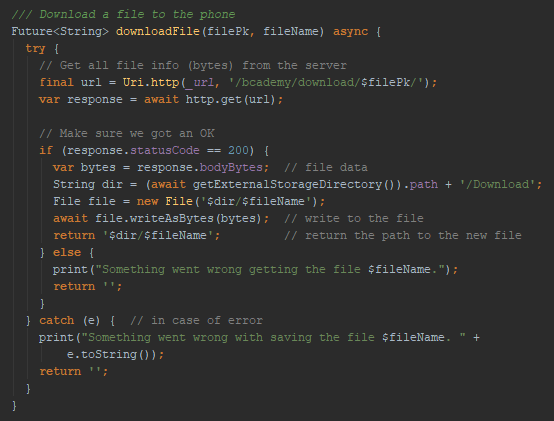 /// Download a file to the phone
Future<String> downloadFile(filePk, fileName) async {
  try {
    // Get all file info (bytes) from the server
    final url = Uri.http(_url, '/bcademy/download/$filePk/');
    var response = await http.get(url);

    // Make sure we got an OK
    if (response.statusCode == 200) {
      var bytes = response.bodyBytes;  // file data
      String dir = (await getExternalStorageDirectory()).path + '/Download';
      File file = new File('$dir/$fileName');
      await file.writeAsBytes(bytes);  // write to the file
      return '$dir/$fileName';         // return the path to the new file
    } else {
      print("Something went wrong getting the file $fileName.");
      return '';
    }
  } catch (e) {  // in case of error
    print("Something went wrong with saving the file $fileName. " +
        e.toString());
    return '';
  }
}